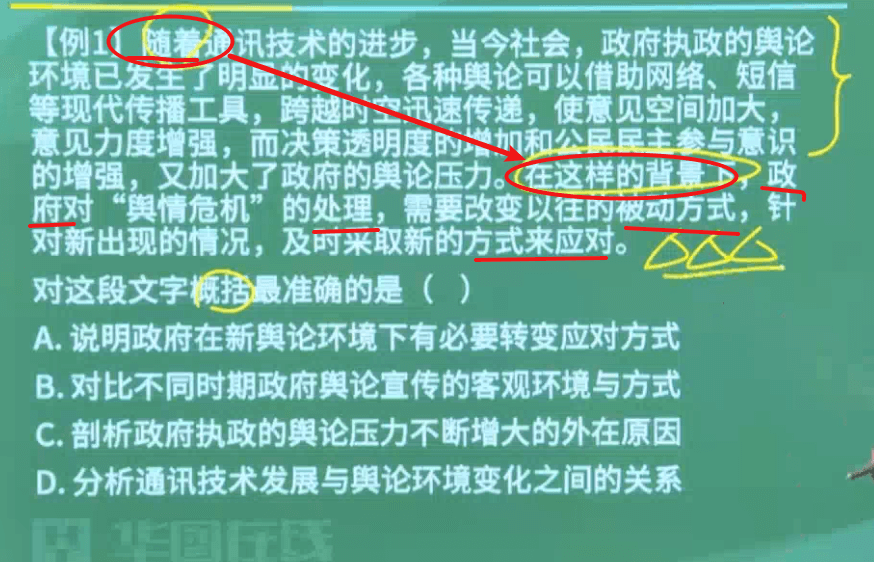 【例1】随着通讯技术的进步，当今社会，政府执政的舆论
环境已发生了明显的变化，各种舆论可以借助网络、短信
等现代传播工具，跨越时空迅速传递，使意见空间加大，
意见力度增强，而决策透明度的增加和公民民主参与意识
的增强，又加大了政府的舆论压力。在这样的背景下，政
府对“舆情危机”的处理，需要改变以往的被动方式，针
对新出现的情况，及时采取新的方式来应对。
对这段文字概括最准确的是（ ）
A. 说明政府在新舆论环境下有必要转变应对方式
B. 对比不同时期政府舆论宣传的客观环境与方式
C. 剖析政府执政的舆论压力不断增大的外在原因
D. 分析通讯技术发展与舆论环境变化之间的关系
华图在线